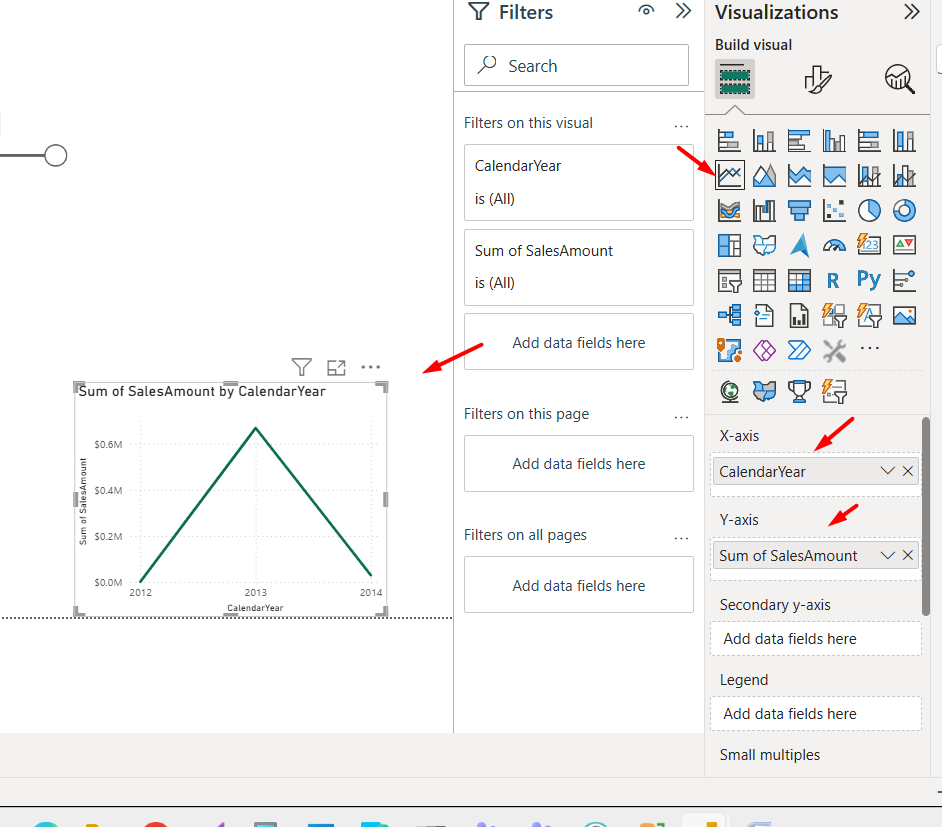 Filters
Search
Filters on this visual
...
CalendarYear
is (All)
Sum of SalesAmount
is (All)
Add data fields here
Filters on this page
...
Add data fields here
Filters on all pages
...
Add data fields here
Sum of SalesAmount by CalendarYear
Sum of SalesAmount
$0.6M
$0.4M
$0.2M
$0.0M
2012 2013 2014
CalendarYear
Visualizations
Build visual
123
R Py
X-axis
CalendarYear
Y-axis
Sum of SalesAmount
Secondary y-axis
Add data fields here
Legend
Add data fields here
Small multiples